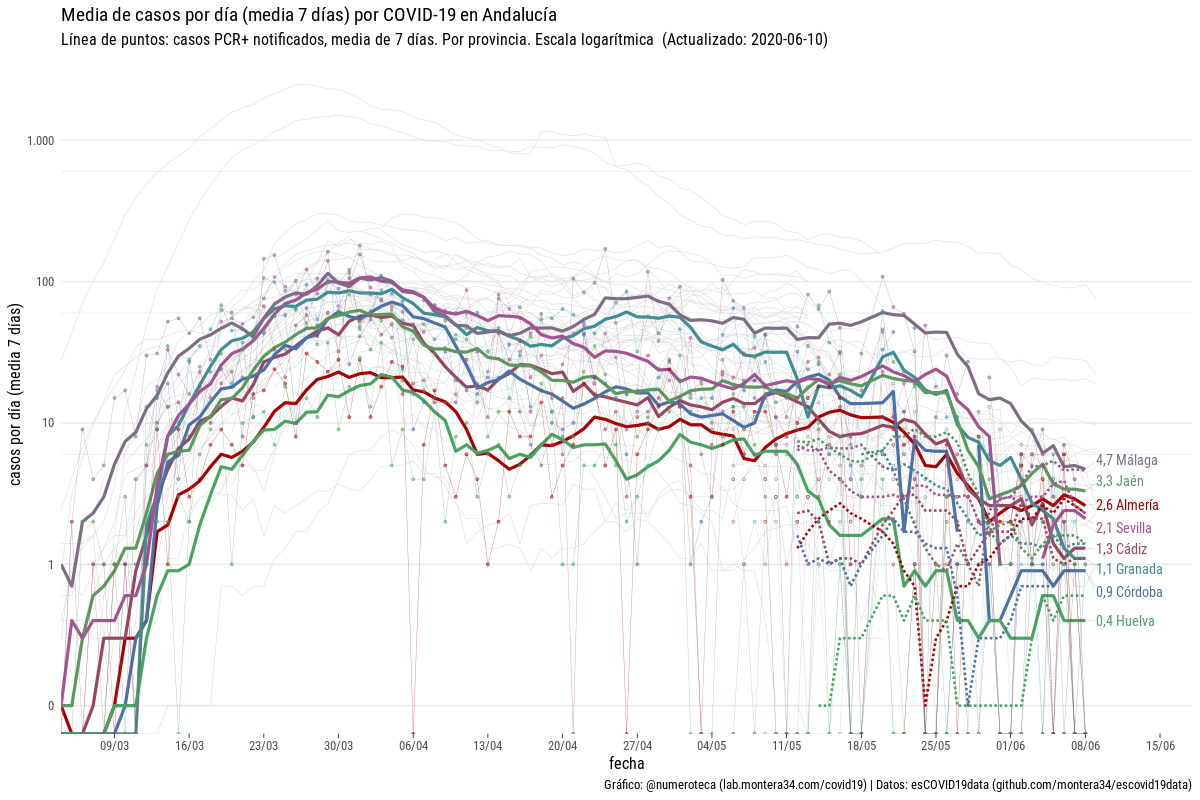 Media de casos por día (media 7 días) por COVID-19 en Andalucía
Línea de puntos: casos PCR+ notificados, media de 7 días. Por provincia. Escala logarítmica (Actualizado: 2020-06-10)
casos por día (media 7 días)
1.000
100
10
1
0
4,7 Málaga
3,3 Jaén
2,6 Almería
2,1 Sevilla
1,3 Cádiz
1,1 Granada
0,9 Córdoba
0,4 Huelva
09/03 16/03 23/03 30/03 06/04 13/04 20/04 27/04 04/05 11/05 18/05 25/05 01/06 08/06 15/06
fecha
Gráfico: @numeroteca (lab.montera34.com/covid19) | Datos: esCOVID19data (github.com/montera34/escovid19data)